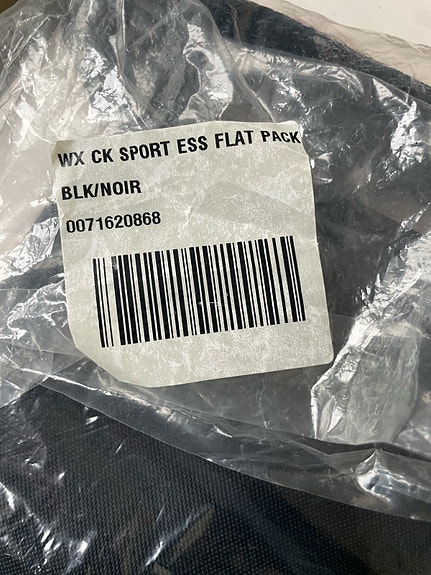 WX CK SPORT ESS FLAT PACK
BLK/NOIR
0071620868